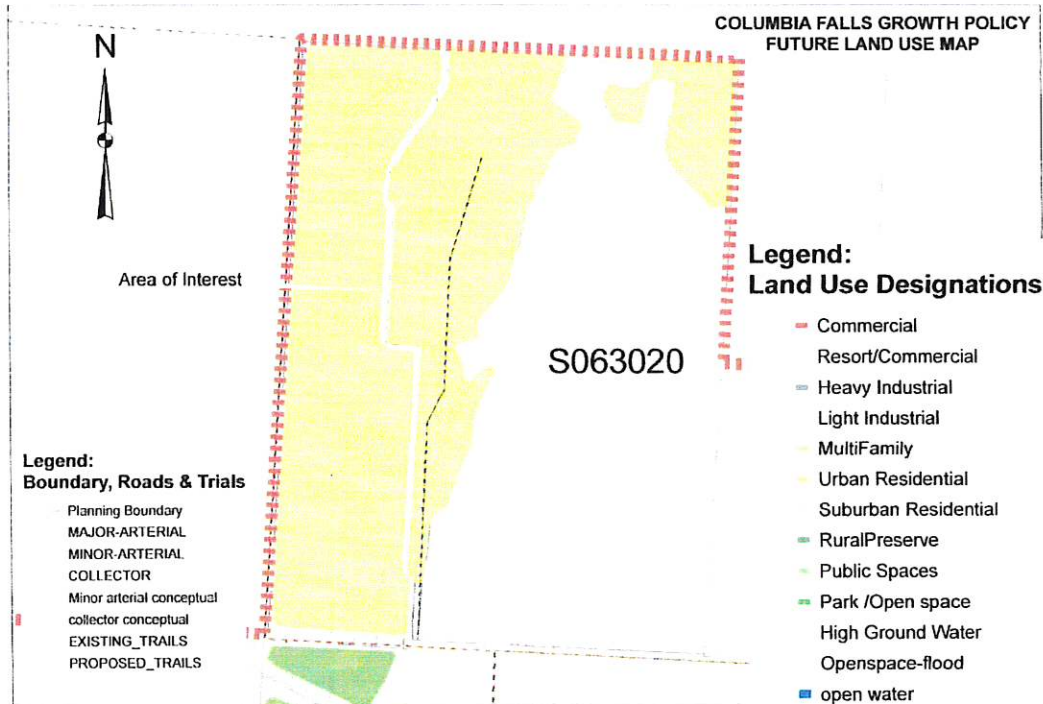 COLUMBIA FALLS GROWTH POLICY
FUTURE LAND USE MAP
N
Area of Interest
S063020
Legend:
Land Use Designations
Commercial
Resort/Commercial
Heavy Industrial
Light Industrial
MultiFamily
Urban Residential
Suburban Residential
RuralPreserve
Public Spaces
Park /Open space
High Ground Water
Openspace-flood
open water
Legend:
Boundary, Roads & Trials
Planning Boundary
MAJOR-ARTERIAL
MINOR-ARTERIAL
COLLECTOR
Minor arterial conceptual
collector conceptual
EXISTING_TRAILS
PROPOSED_TRAILS